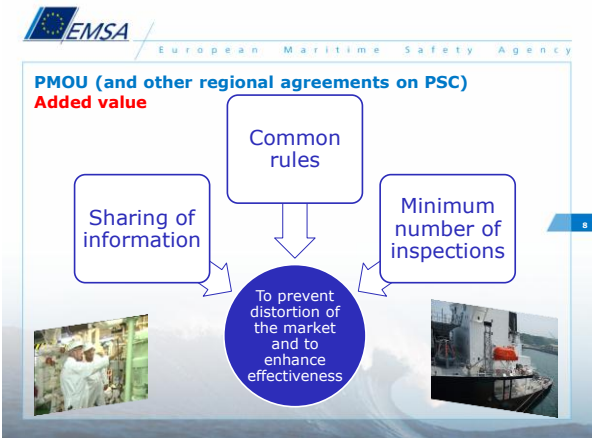 EMSA
European Maritime Safety Agency
PMOU (and other regional agreements on PSC)
Added value
Common
rules
Sharing of
information
Minimum
number of
inspections
8
To prevent
distortion of
the market
and to
enhance
effectiveness